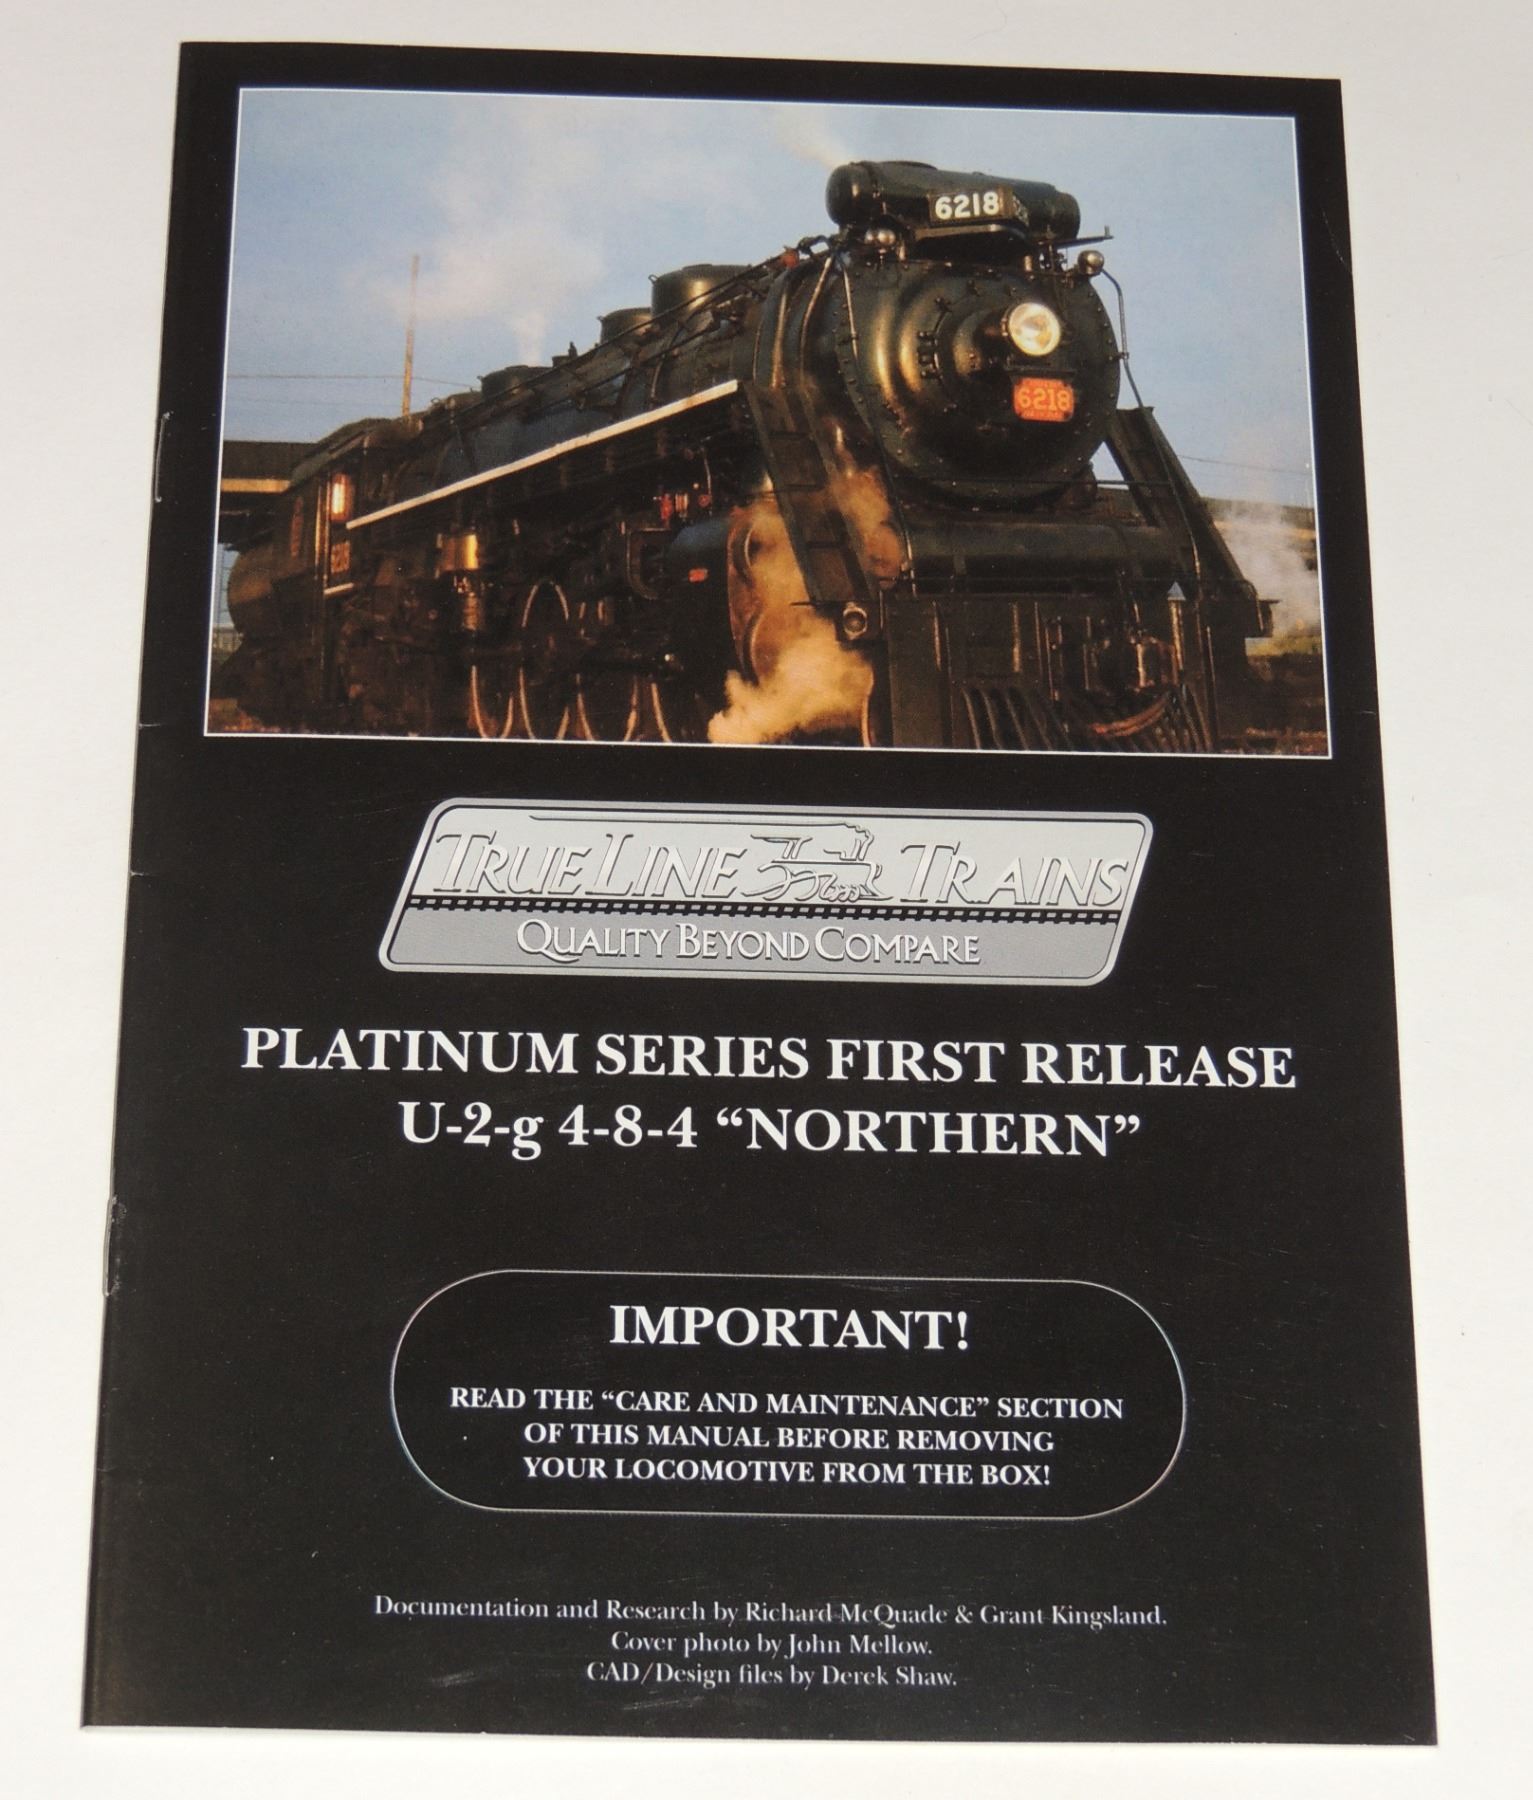 6218
6218
6218
TRUE LINE TRAINS
QUALITY BEYOND COMPARE
PLATINUM SERIES FIRST RELEASE
U-2-g 4-8-4 “NORTHERN”
IMPORTANT!
READ THE “CARE AND MAINTENANCE” SECTION
OF THIS MANUAL BEFORE REMOVING
YOUR LOCOMOTIVE FROM THE BOX!
Documentation and Research by Richard McQuade & Grant Kingsland.
Cover photo by John Mellow.
CAD/Design files by Derek Shaw.